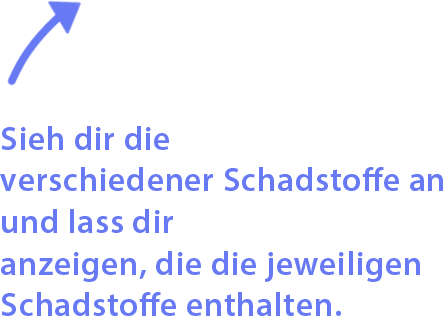 Sieh dir die
verschiedener Schadstoffe an
und lass dir
anzeigen, die die jeweiligen
Schadstoffe enthalten.